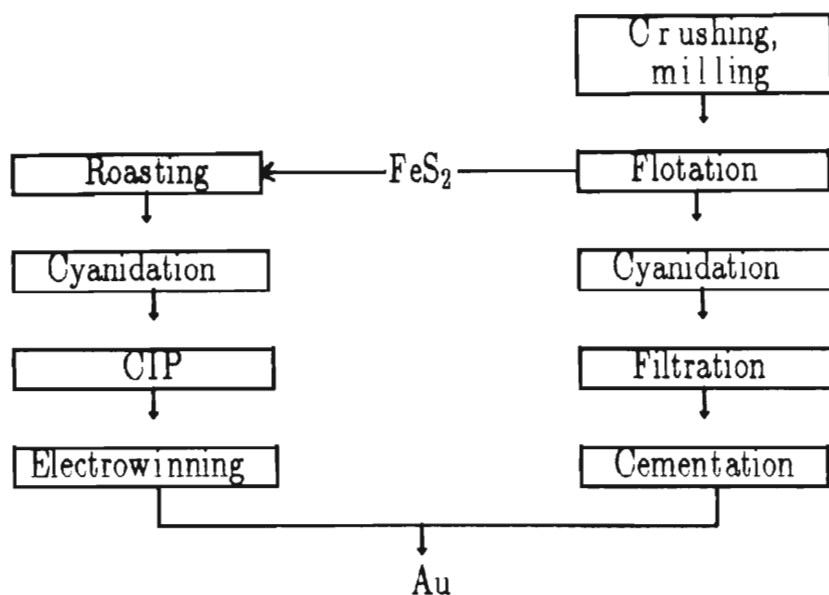 Crushing,
milling
Roasting
FeS₂
Flotation
Cyanidation
Cyanidation
CIP
Filtration
Electrowinning
Cementation
Au